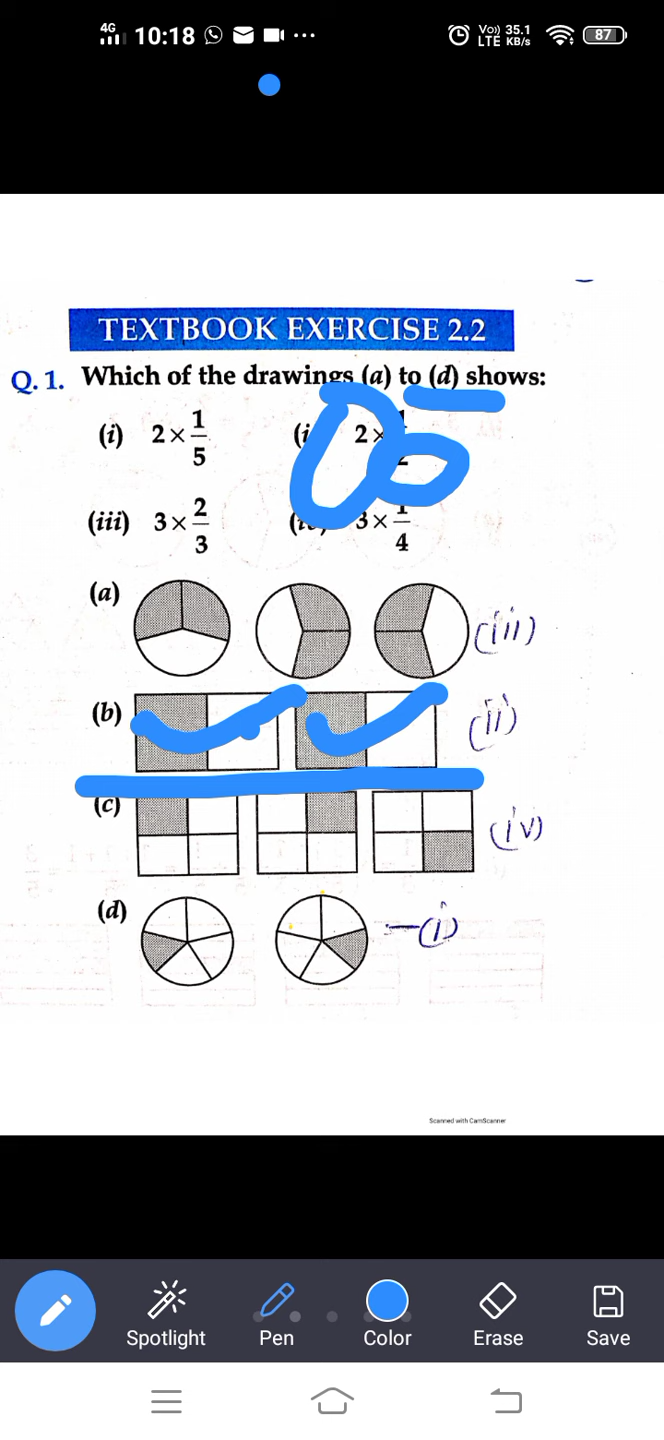 4G 10:18 ... Vo)) LTE 35.1 KB/s 87
TEXTBOOK EXERCISE 2.2
Q. 1. Which of the drawings (a) to (d) shows:
(i) 2 × 1/5 2 ×
(iii) 3 × 2/3 3 × 1/4
(a) (iii)
(b) (ii)
(c) (iv)
(d) – (i)
Scanned with CamScanner
Spotlight Pen Color Erase Save